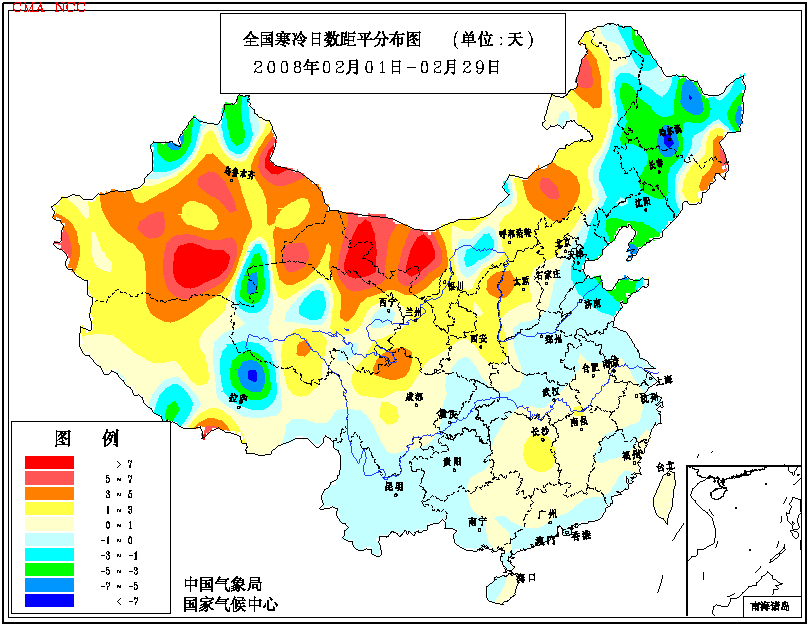 CMA NCC
全国寒冷日数距平分布图 (单位:天)
2008年02月01日-02月29日
哈尔滨
长春
沈阳
乌鲁木齐
呼和浩特
北京
天津
银川
太原
石家庄
济南
西宁
兰州
西安
郑州
合肥 南京
上海
杭州
拉萨
成都
重庆
武汉
长沙
南昌
贵阳
福州
台北
昆明
南宁
广州
澳门 香港
海口
图 例
> 7
5 ~ 7
3 ~ 5
1 ~ 3
0 ~ 1
-1 ~ 0
-3 ~ -1
-5 ~ -3
-7 ~ -5
< -7
中国气象局
国家气候中心
南海诸岛